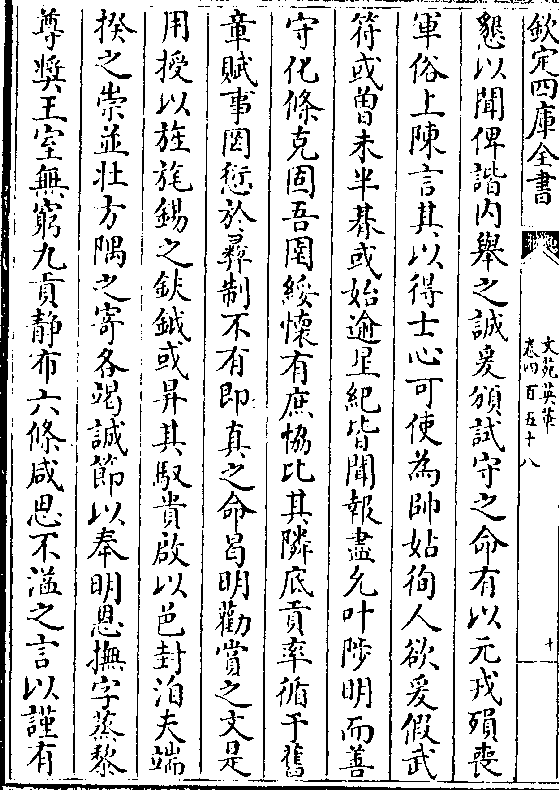 欽定四庫全書
文苑英華
卷四百五十八
十
懇以聞俾諧内舉之誠爰頒試守之命有以元戎殞喪
軍俗上陳言其以得士心可使為帥姑徇人欲爰假武
符或曽未半朞或始逾星紀皆聞報盡允叶陟明而善
守化條克固吾圉綏懷有庶恊比其隣底貢率循于舊
章賦事罔愆於彞制不有即真之命曷明勸賞之文是
用授以旌旄錫之鈇鉞或昇其馭貴啟以邑封洎夫端
揆之崇並壯方隅之寄各竭誠節以奉明恩撫字蒸黎
尊奬王室無窮九貢静布六條咸思不溢之言以謹有